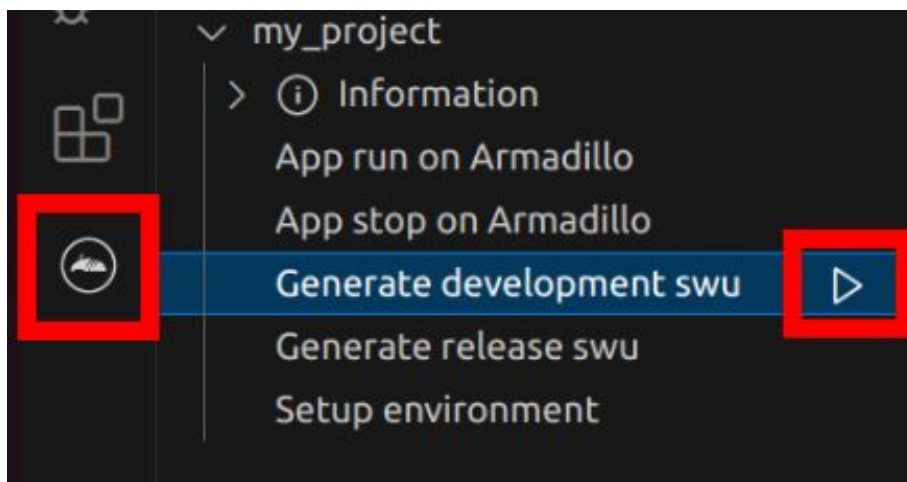 my_project
Information
App run on Armadillo
App stop on Armadillo
Generate development swu
Generate release swu
Setup environment